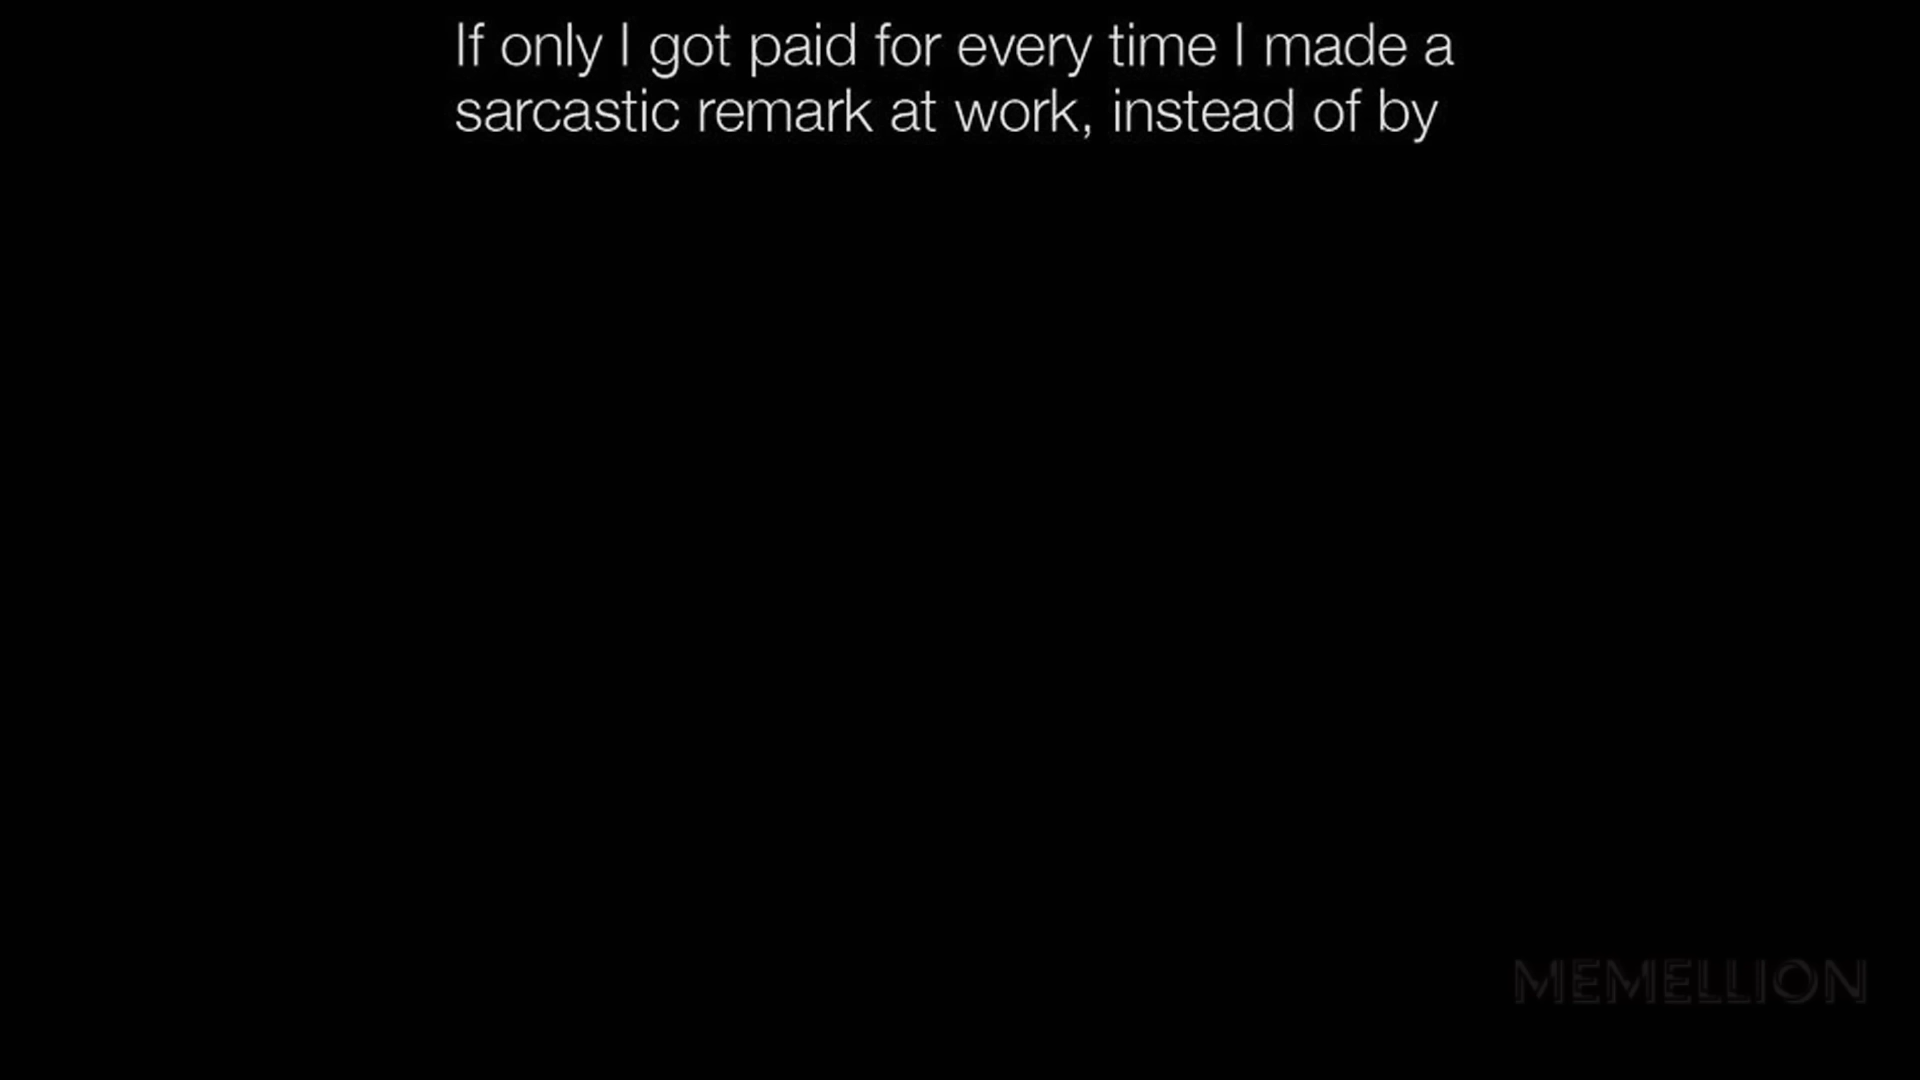 If only I got paid for every time I made a
sarcastic remark at work, instead of by
MEMELLION